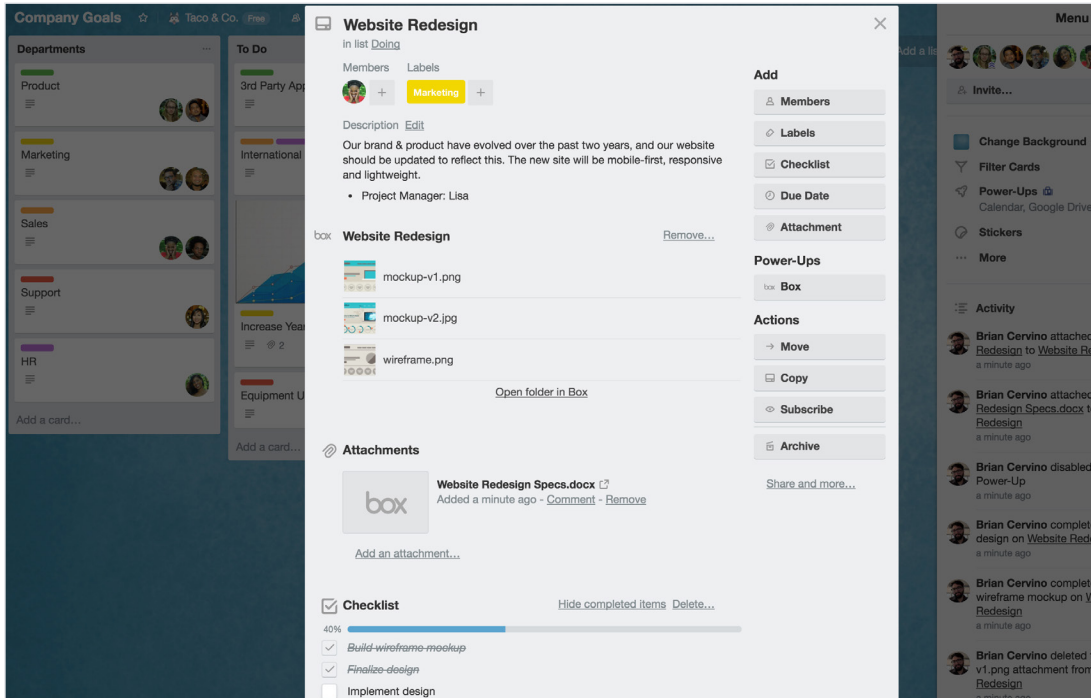 Company Goals
Taco & Co. Free
Departments
Product
Marketing
Sales
Support
HR
Add a card…
To Do
3rd Party App
International
Increase Yea
2
Equipment U
Add a card…
Website Redesign
in list Doing
Members Labels
+ Marketing +
Description Edit
Our brand & product have evolved over the past two years, and our website
should be updated to reflect this. The new site will be mobile-first, responsive
and lightweight.
• Project Manager: Lisa
box Website Redesign Remove…
mockup-v1.png
mockup-v2.jpg
wireframe.png
Open folder in Box
Attachments
box
Website Redesign Specs.docx
Added a minute ago - Comment - Remove
Add an attachment…
Checklist Hide completed items Delete…
40%
Build wireframe mockup
Finalize design
Implement design
Add
Members
Labels
Checklist
Due Date
Attachment
Power-Ups
box Box
Actions
Move
Copy
Subscribe
Archive
Share and more…
Add a lis
Menu
Invite…
Change Background
Filter Cards
Power-Ups
Calendar, Google Drive
Stickers
More
Activity
Brian Cervino attached
Redesign to Website Re
a minute ago
Brian Cervino attached
Redesign Specs.docx t
Redesign
a minute ago
Brian Cervino disabled
Power-Up
a minute ago
Brian Cervino complet
design on Website Red
a minute ago
Brian Cervino complet
wireframe mockup on W
Redesign
a minute ago
Brian Cervino deleted
v1.png attachment from
Redesign